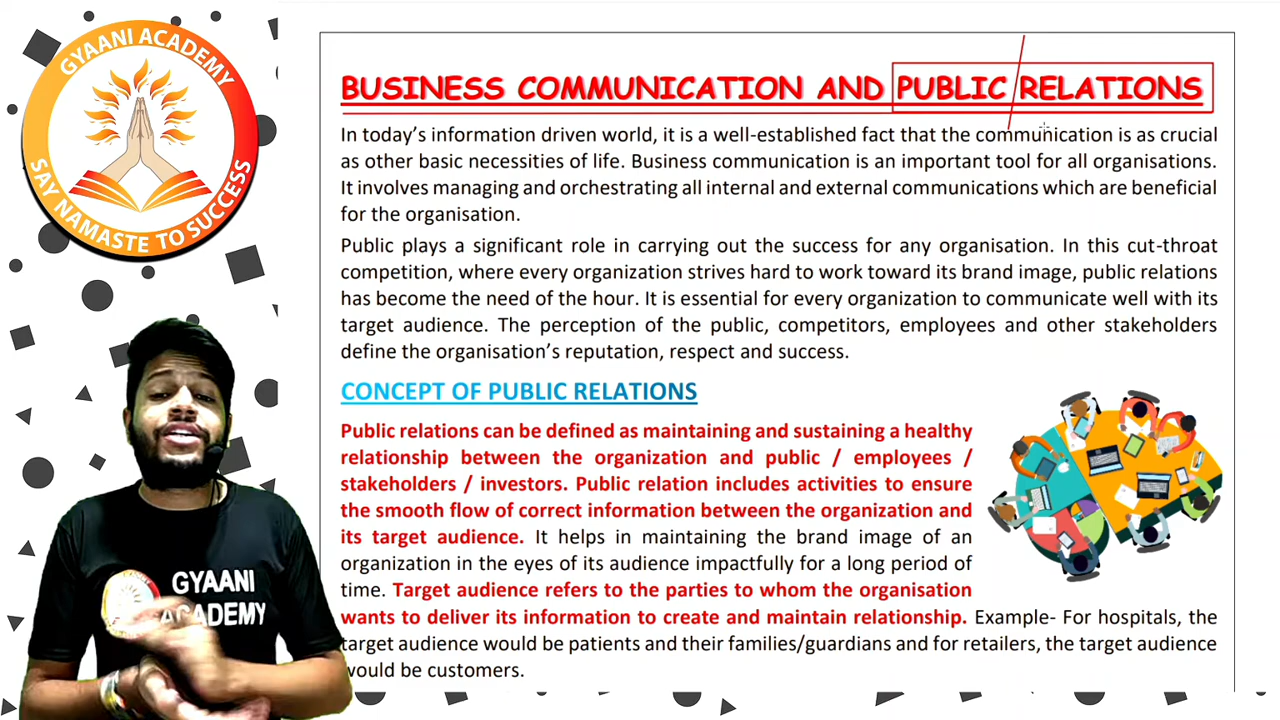 GYAANI ACADEMY
SAY NAMASTE TO SUCCESS
BUSINESS COMMUNICATION AND PUBLIC RELATIONS
In today's information driven world, it is a well-established fact that the communication is as crucial
as other basic necessities of life. Business communication is an important tool for all organisations.
It involves managing and orchestrating all internal and external communications which are beneficial
for the organisation.
Public plays a significant role in carrying out the success for any organisation. In this cut-throat
competition, where every organization strives hard to work toward its brand image, public relations
has become the need of the hour. It is essential for every organization to communicate well with its
target audience. The perception of the public, competitors, employees and other stakeholders
define the organisation's reputation, respect and success.
CONCEPT OF PUBLIC RELATIONS
Public relations can be defined as maintaining and sustaining a healthy
relationship between the organization and public / employees /
stakeholders / investors. Public relation includes activities to ensure
the smooth flow of correct information between the organization and
its target audience. It helps in maintaining the brand image of an
organization in the eyes of its audience impactfully for a long period of
time. Target audience refers to the parties to whom the organisation
wants to deliver its information to create and maintain relationship. Example- For hospitals, the
target audience would be patients and their families/guardians and for retailers, the target audience
would be customers.
GYAANI
ACADEMY